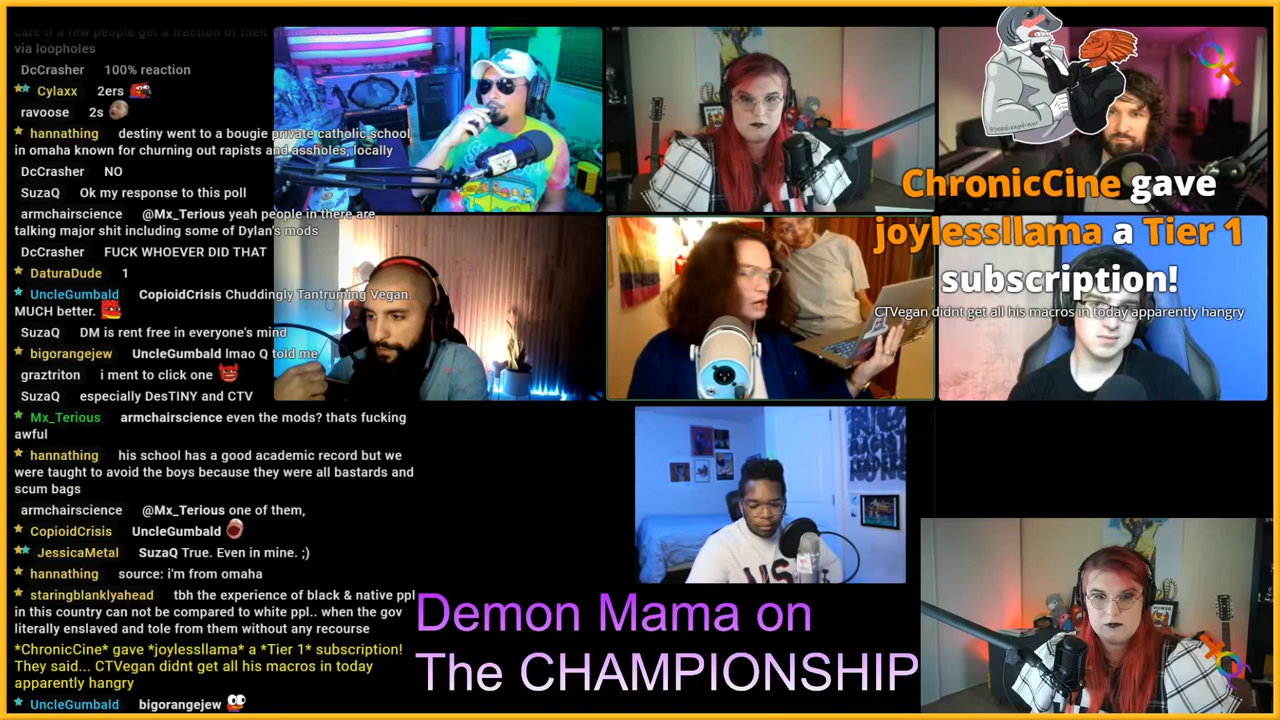 care if a few people get a fraction of their
via loopholes
DcCrasher 100% reaction
Cylaxx 2ers
ravoose 2s
hannathing destiny went to a bougie private catholic school
in omaha known for churning out rapists and assholes, locally
DcCrasher NO
SuzaQ Ok my response to this poll
armchairscience @Mx_Terious yeah people in there are
talking major shit including some of Dylan's mods
DcCrasher FUCK WHOEVER DID THAT
DaturaDude 1
UncleGumbald CopioidCrisis Chuddingly Tantruming Vegan.
MUCH better.
SuzaQ DM is rent free in everyone's mind
bigorangejew UncleGumbald lmao Q told me
graztriton i ment to click one
SuzaQ especially DesTINY and CTV
Mx_Terious armchairscience even the mods? thats fucking
awful
hannathing his school has a good academic record but we
were taught to avoid the boys because they were all bastards and
scum bags
armchairscience @Mx_Terious one of them,
CopioidCrisis UncleGumbald
JessicaMetal SuzaQ True. Even in mine. ;)
hannathing source: i'm from omaha
staringblanklyahead tbh the experience of black & native ppl
in this country can not be compared to white ppl.. when the gov
literally enslaved and tole from them without any recourse
*ChronicCine* gave *joylessllama* a *Tier 1* subscription!
They said... CTVegan didnt get all his macros in today
apparently hangry
UncleGumbald bigorangejew
ChronicCine gave
joylessllama a Tier 1
subscription!
CTVegan didnt get all his macros in today apparently hangry
Demon Mama on
The CHAMPIONSHIP